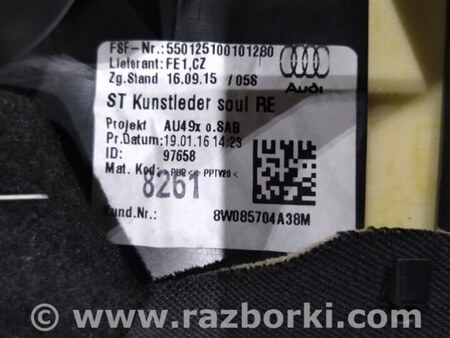 FSF-Nr.:550125100101280
Lieferant: FE1,CZ
Zg.Stand 16.09.15 / 05S
Audi
ST Kunstleder soul RE
Projekt AU49x o.SAB
Pr.Datum:19.01.16 14:23
ID: 97658
Mat. Kod:
8261
Kund.Nr.: 8W085704A38M
© www.razborki.com